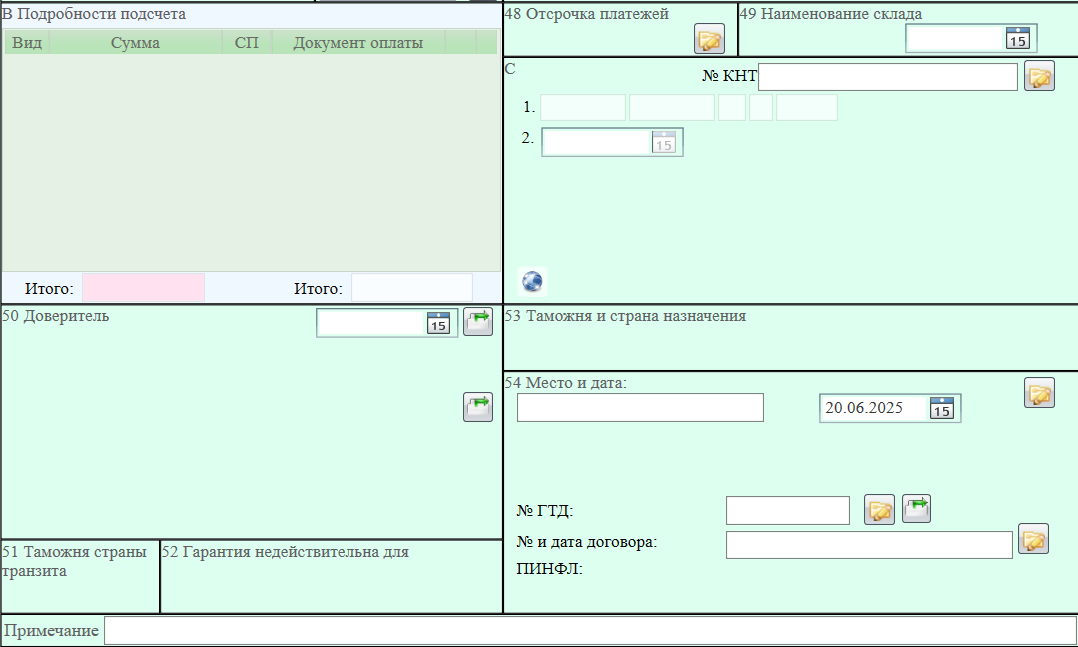 В Подробности подсчета
Вид Сумма СП Документ оплаты
Итого: Итого:
48 Отсрочка платежей
49 Наименование склада
15
С
№ КНТ
1.
2. 15
50 Доверитель
15
53 Таможня и страна назначения
54 Место и дата:
20.06.2025 15
№ ГТД:
№ и дата договора:
ПИНФЛ:
51 Таможня страны
транзита
52 Гарантия недействительна для
Примечание